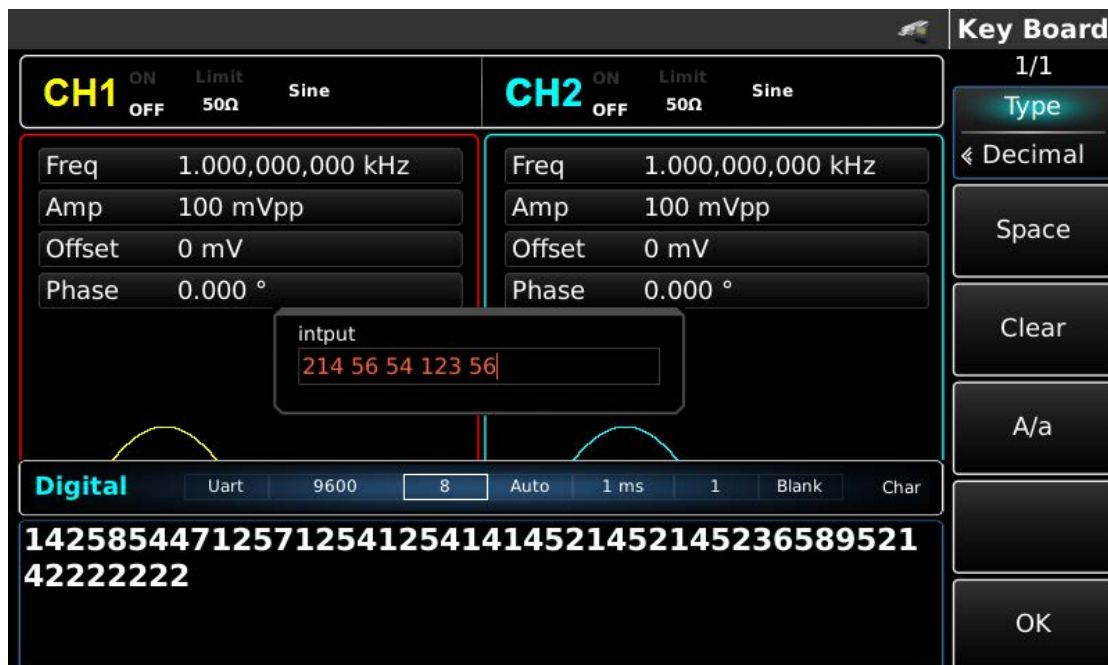 Key Board
1/1
CH1 ON OFF Limit 50Ω Sine
CH2 ON OFF Limit 50Ω Sine
Type
« Decimal
Freq 1.000,000,000 kHz
Amp 100 mVpp
Offset 0 mV
Phase 0.000 °
Freq 1.000,000,000 kHz
Amp 100 mVpp
Offset 0 mV
Phase 0.000 °
Space
intput
214 56 54 123 56
Clear
A/a
Digital Uart 9600 8 Auto 1 ms 1 Blank Char
142585447125712541254141452145214523658952​1
42222222
OK